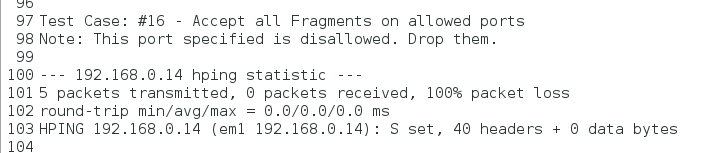 96
97 Test Case: #16 - Accept all Fragments on allowed ports
98 Note: This port specified is disallowed. Drop them.
99
100 --- 192.168.0.14 hping statistic ---
101 5 packets transmitted, 0 packets received, 100% packet loss
102 round-trip min/avg/max = 0.0/0.0/0.0 ms
103 HPING 192.168.0.14 (em1 192.168.0.14): S set, 40 headers + 0 data bytes
104